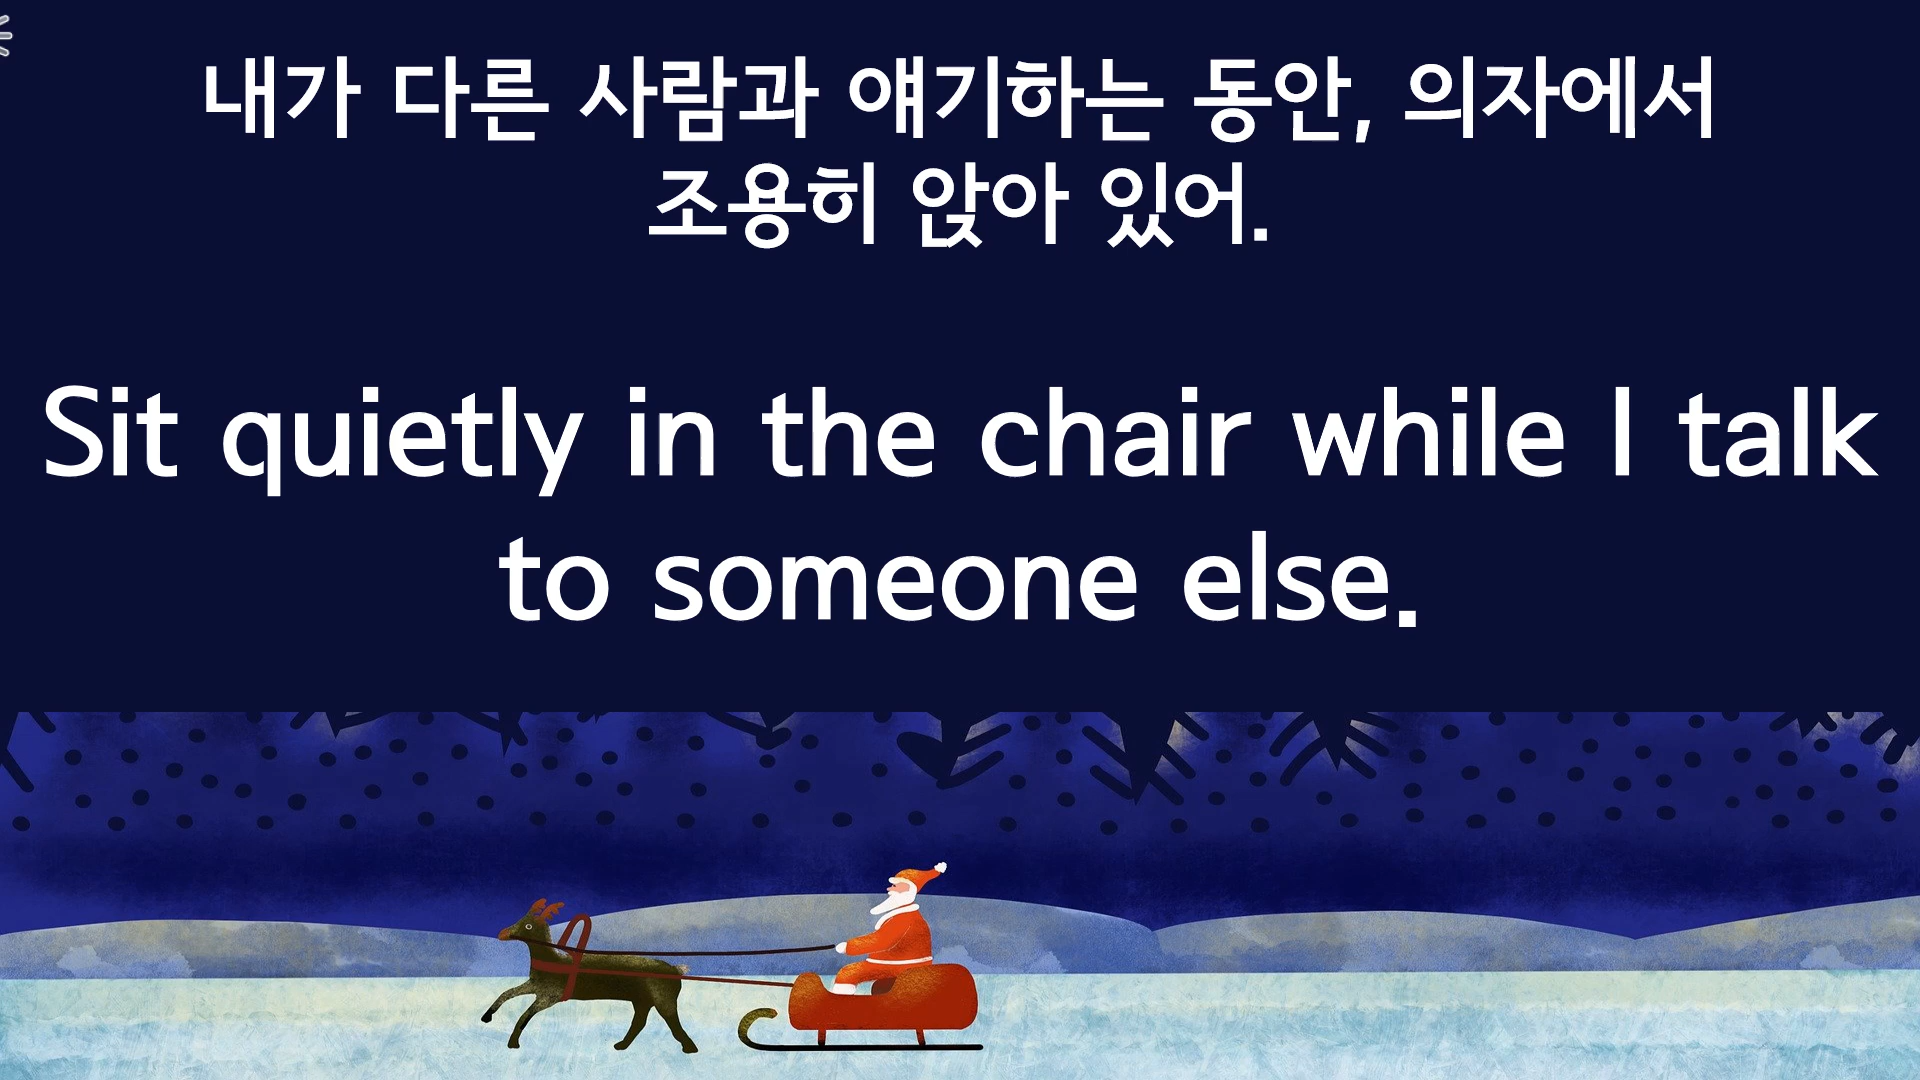 내가 다른 사람과 얘기하는 동안, 의자에서
조용히 앉아 있어.
Sit quietly in the chair while I talk
to someone else.